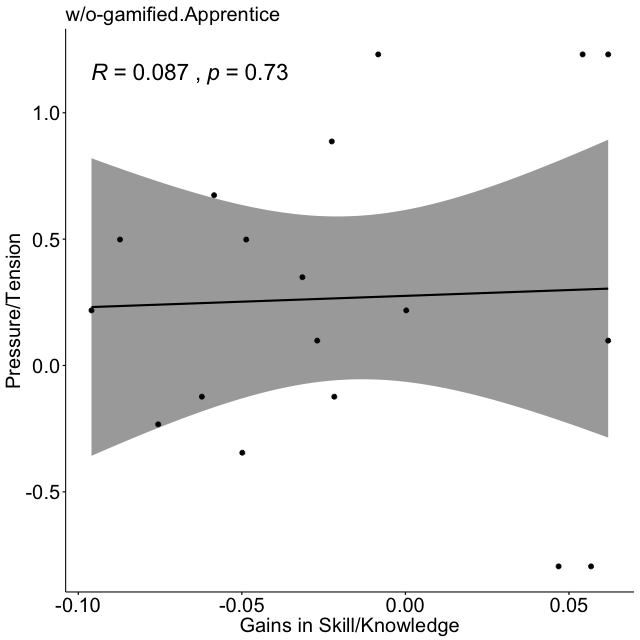 w/o-gamified.Apprentice
R = 0.087 , p = 0.73
1.0
0.5
0.0
-0.5
Pressure/Tension
-0.10 -0.05 0.00 0.05
Gains in Skill/Knowledge